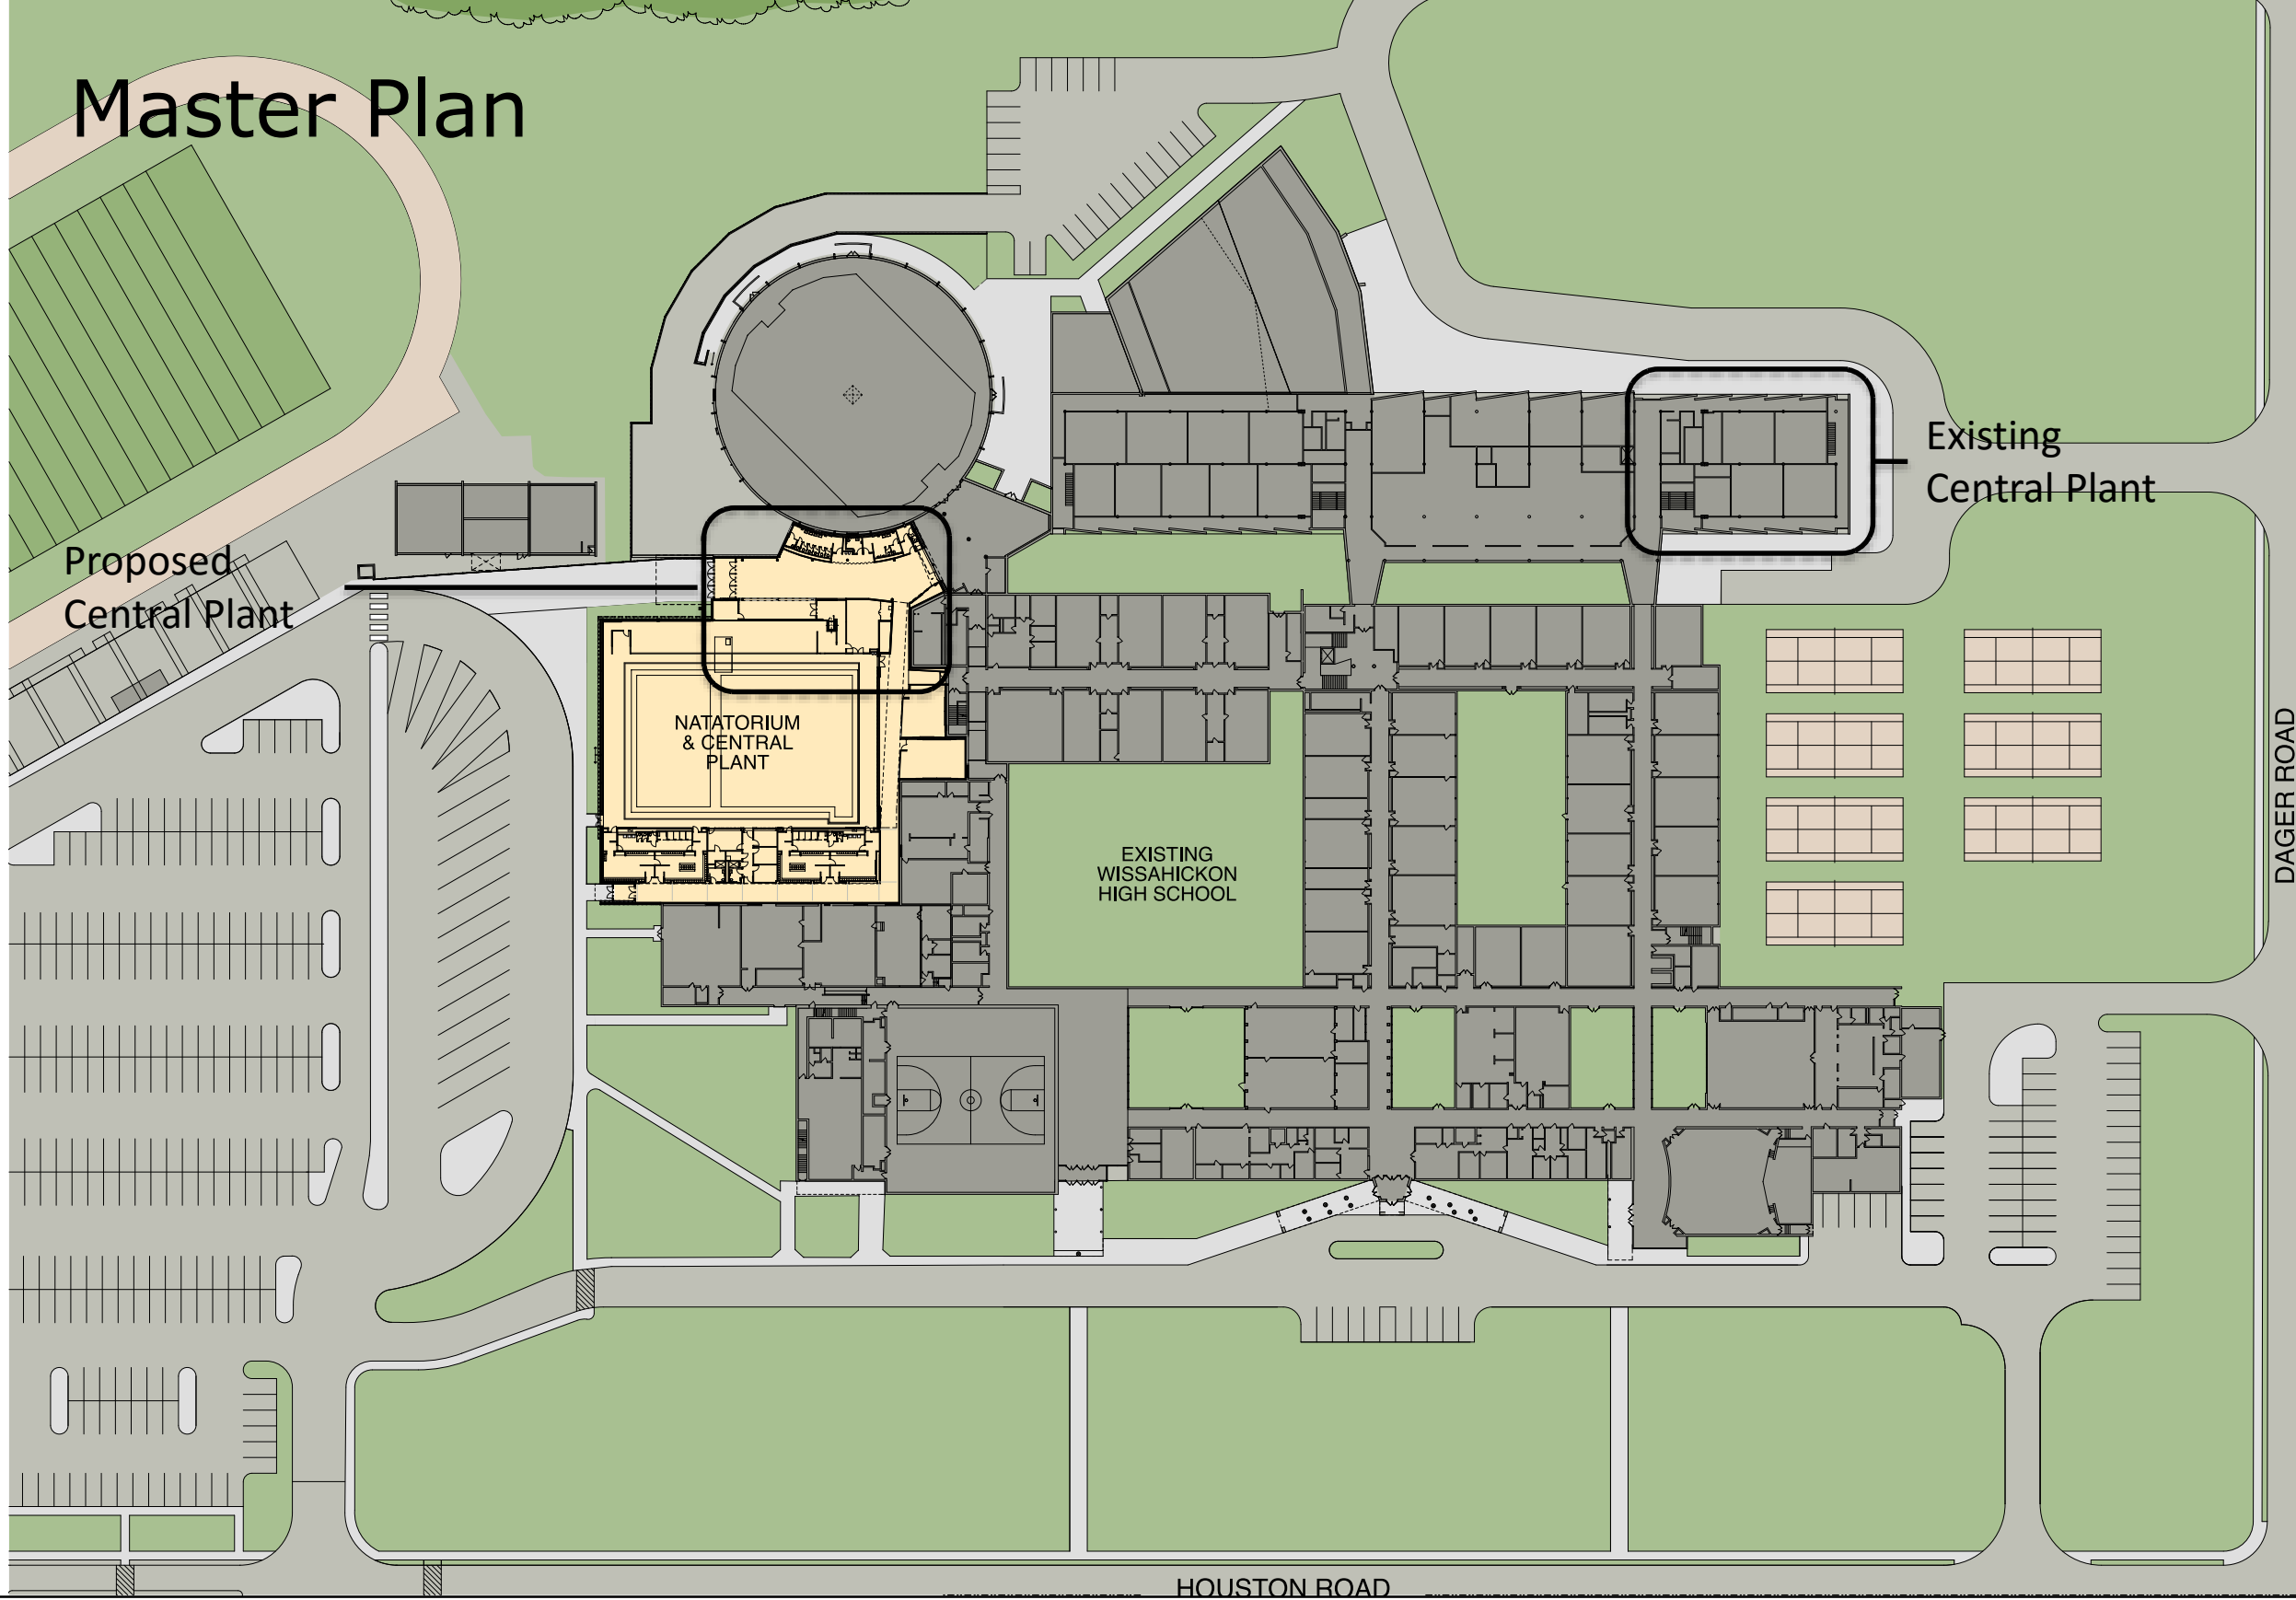 Master Plan
Existing
Central Plant
Proposed
Central Plant
NATATORIUM
& CENTRAL
PLANT
EXISTING
WISSAHICKON
HIGH SCHOOL
DAGER ROAD
HOUSTON ROAD